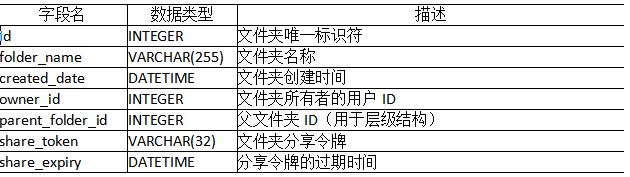 字段名 数据类型 描述
id INTEGER 文件夹唯一标识符
folder_name VARCHAR(255) 文件夹名称
created_date DATETIME 文件夹创建时间
owner_id INTEGER 文件夹所有者的用户 ID
parent_folder_id INTEGER 父文件夹 ID（用于层级结构）
share_token VARCHAR(32) 文件夹分享令牌
share_expiry DATETIME 分享令牌的过期时间